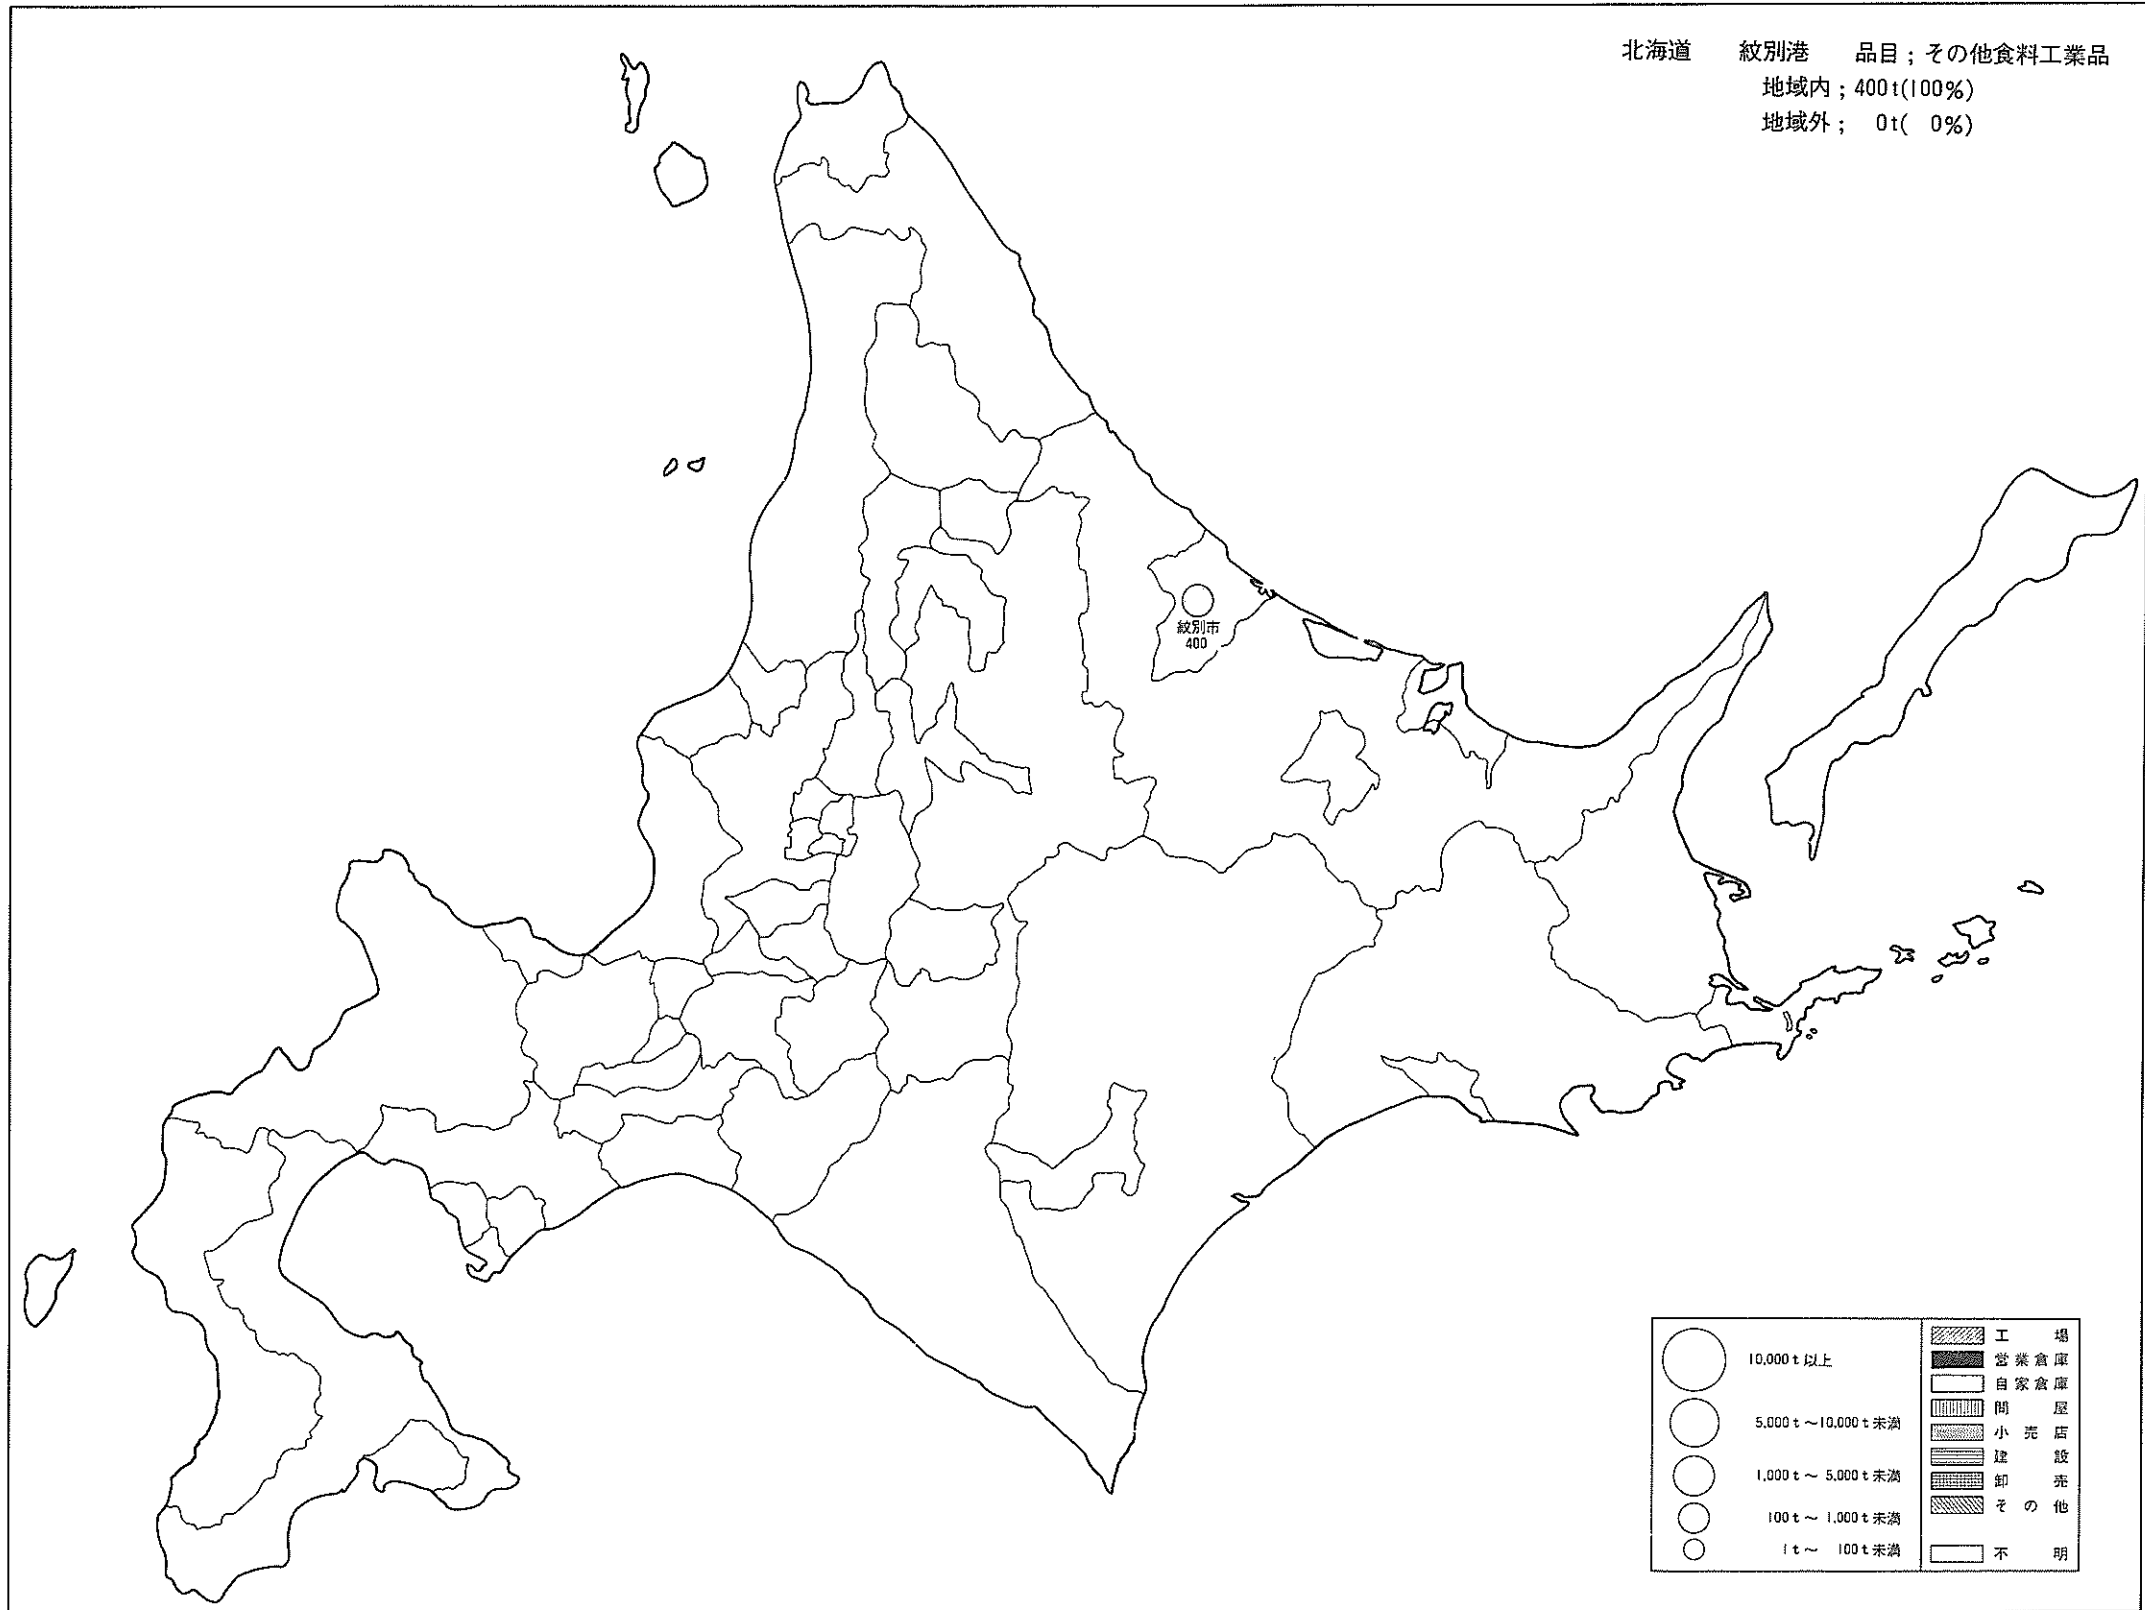 北海道　紋別港　品目；その他食料工業品
地域内；400t(100%)
地域外；　0t(　0%)
紋別市
400
10,000t以上
5,000t～10,000t未満
1,000t～5,000t未満
100t～1,000t未満
1t～　100t未満
工　　場
営業倉庫
自家倉庫
問　　屋
小 売 店
建　　設
卸　　売
そ の 他
不　　明